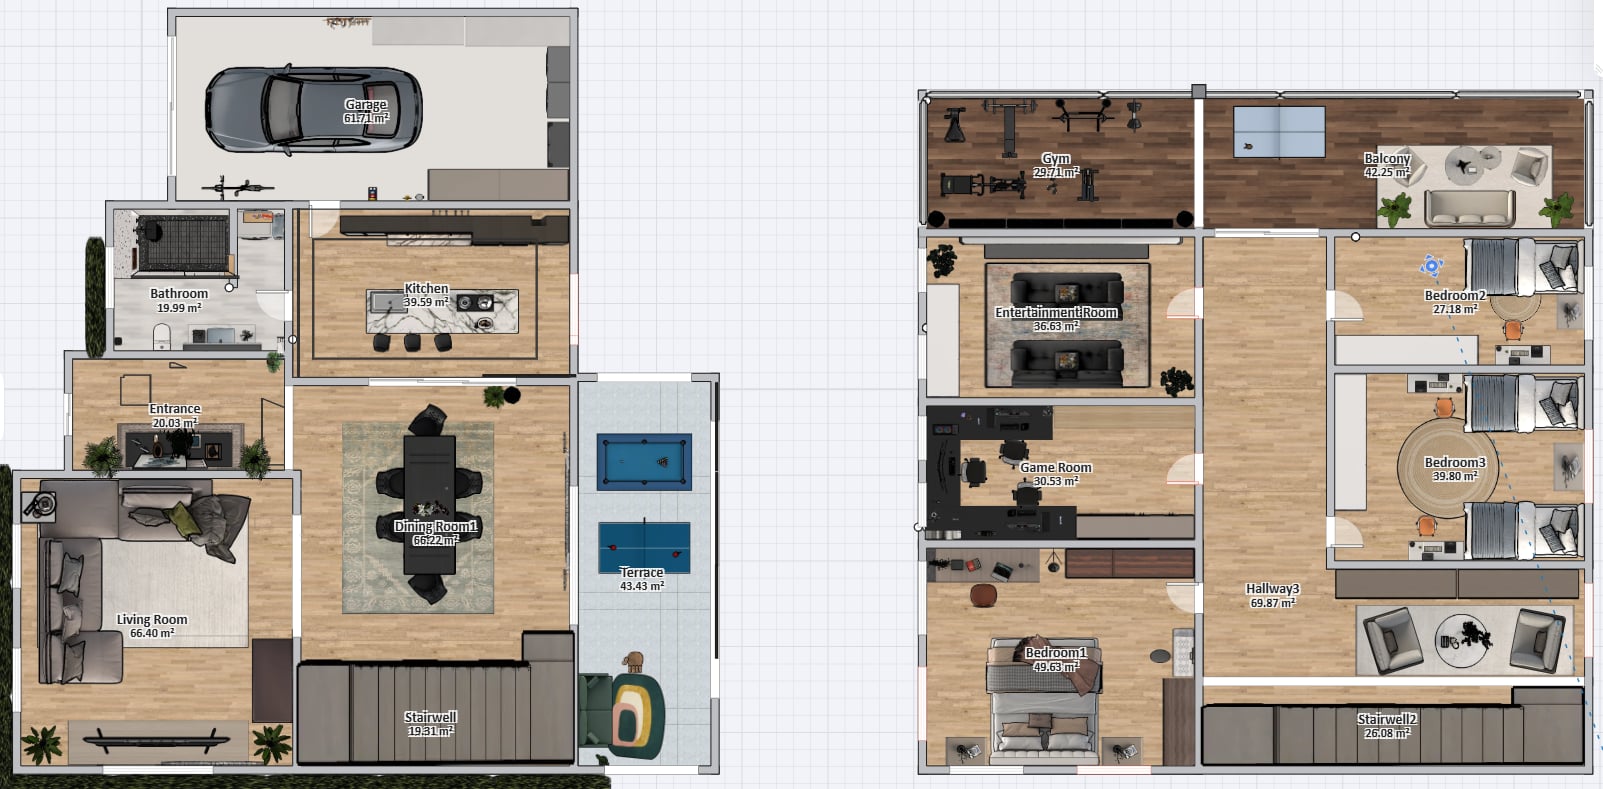 Garage
61.71 m²
Bathroom
19.99 m²
Kitchen
39.59 m²
Entrance
20.03 m²
Dining Room1
66.22 m²
Terrace
43.43 m²
Living Room
66.40 m²
Stairwell
19.31 m²
Gym
29.71 m²
Balcony
42.25 m²
Entertainment Room
36.63 m²
Bedroom2
27.18 m²
Game Room
30.53 m²
Bedroom3
39.80 m²
Hallway3
69.87 m²
Bedroom1
49.63 m²
Stairwell2
26.08 m²